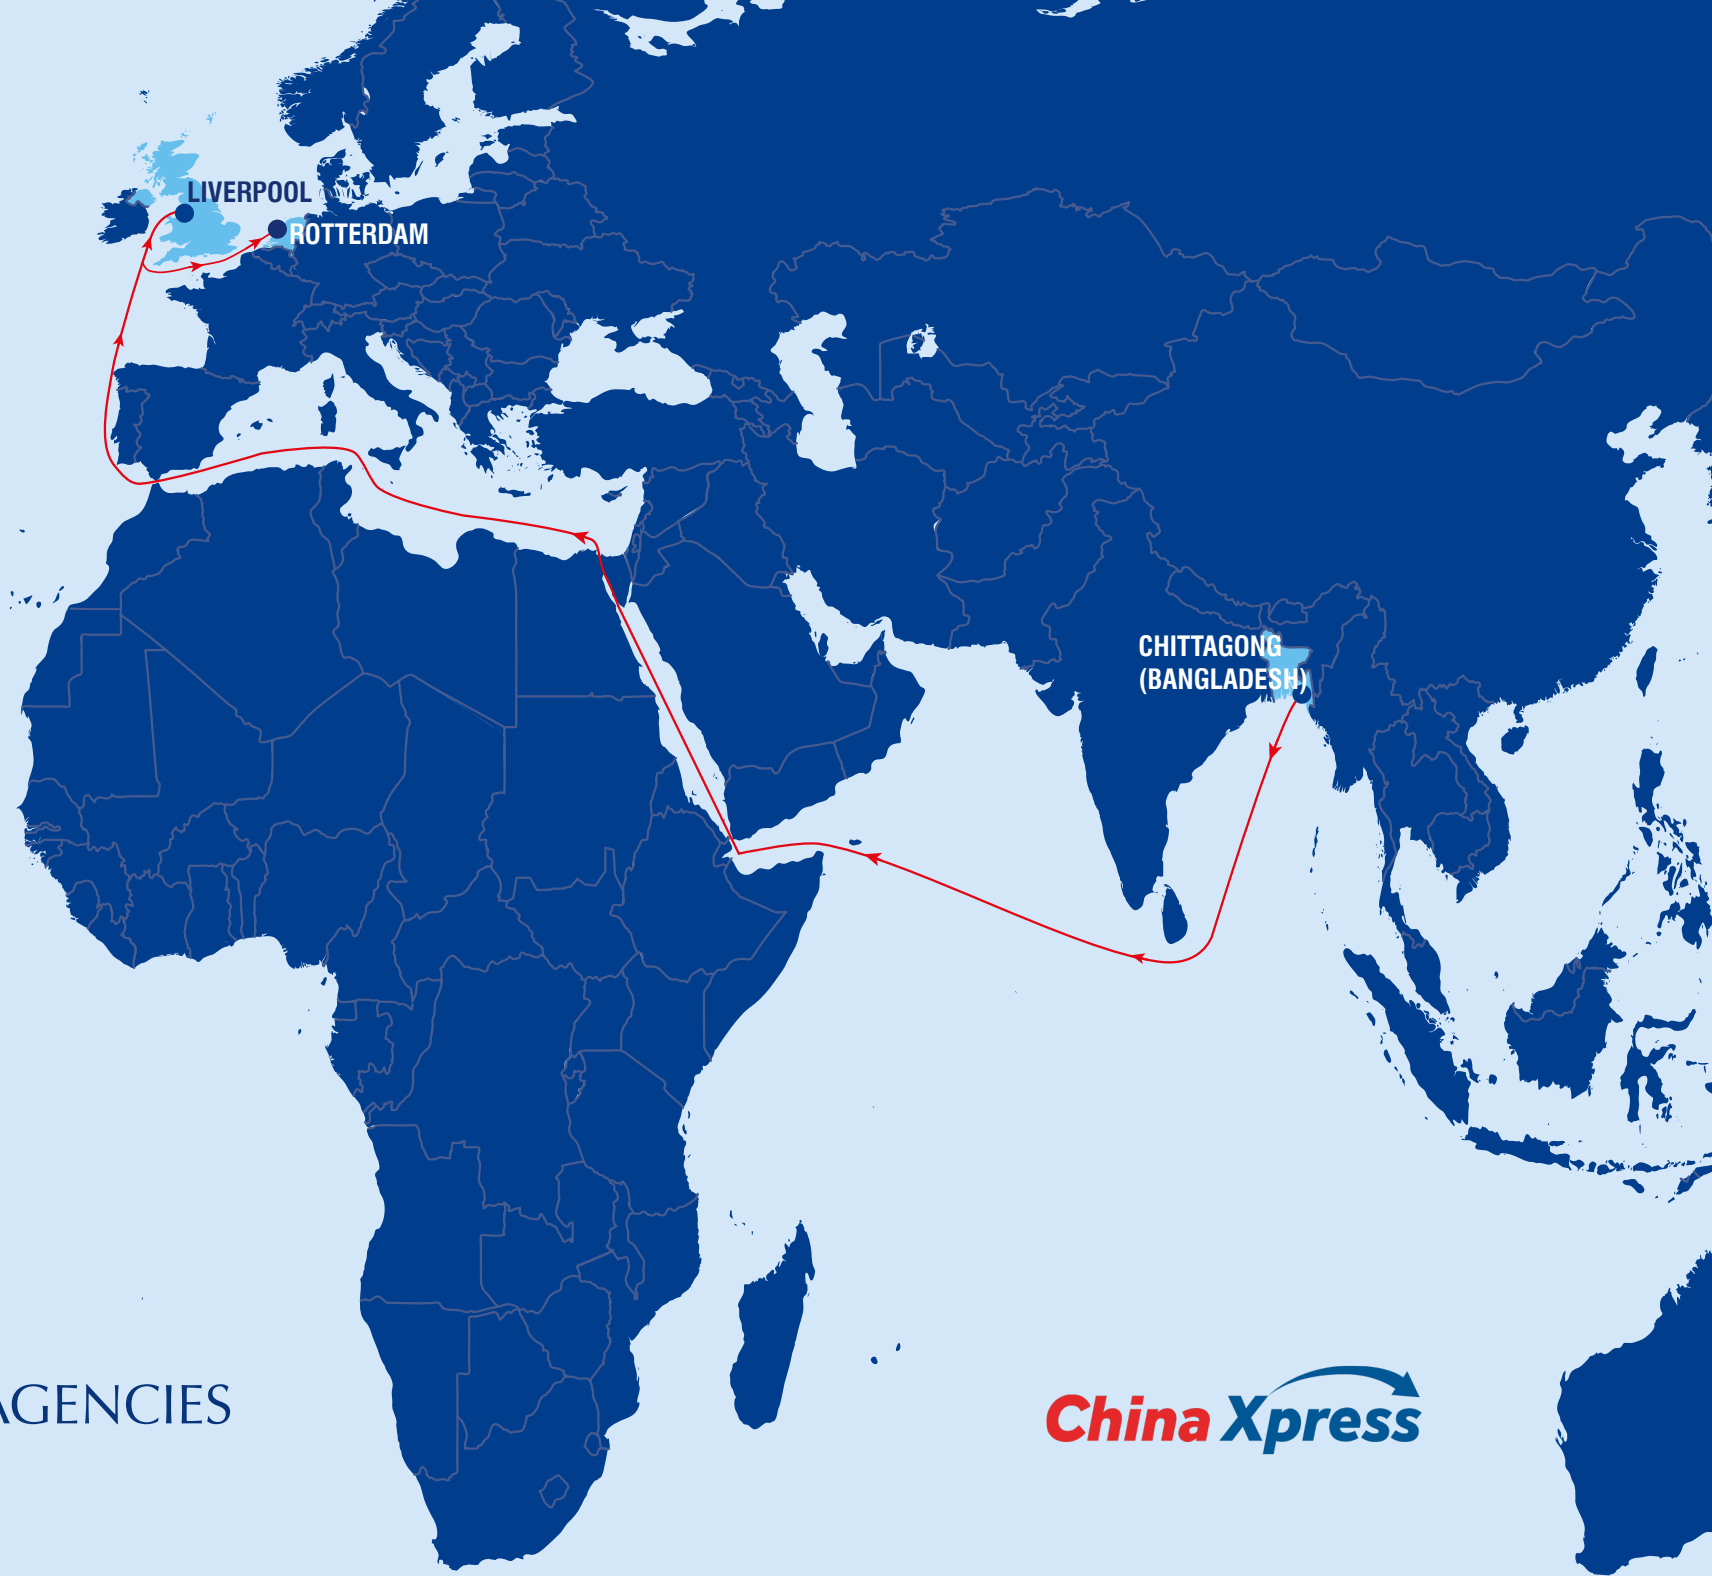 LIVERPOOL
ROTTERDAM
CHITTAGONG
(BANGLADESH)
AGENCIES
China Xpress